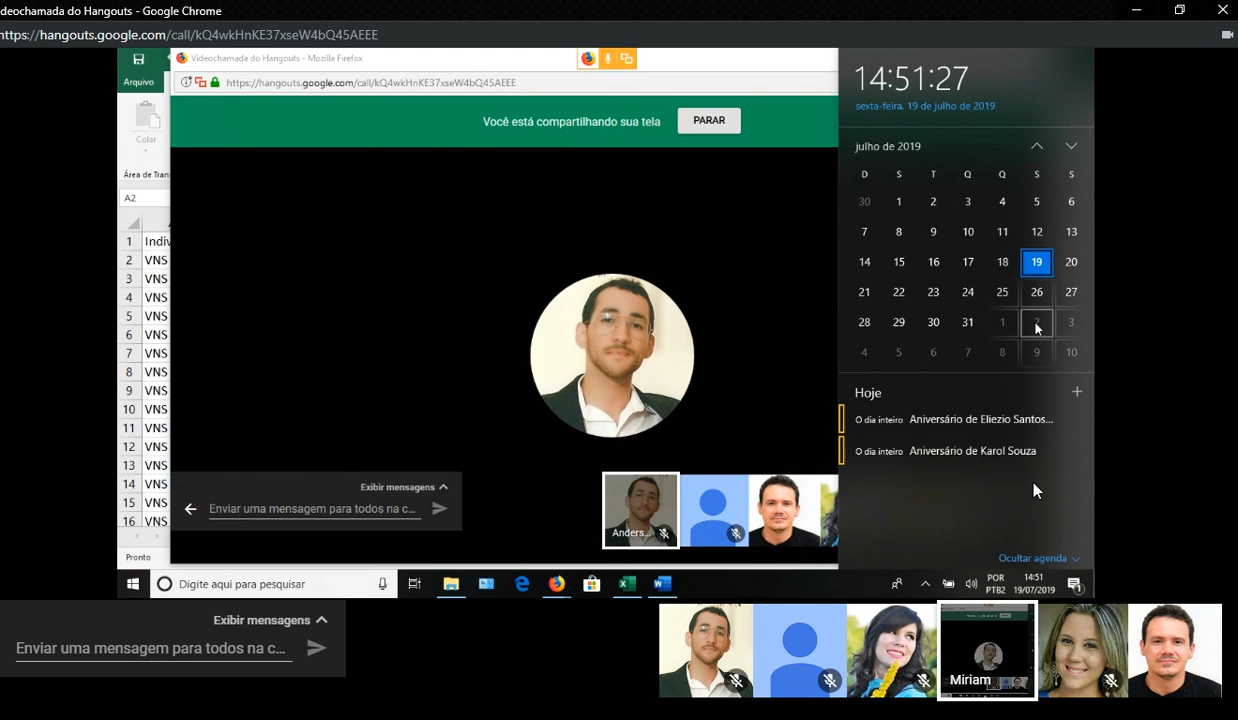 deochamada do Hangouts - Google Chrome
https://hangouts.google.com/call/kQ4wkHnKE37xseW4bQ45AEEE
Videochamada do Hangouts - Mozilla Firefox
https://hangouts.google.com/call/kQ4wkHnKE37xseW4bQ45AEEE
Arquivo
Colar
Área de Tran
A2
Você está compartilhando sua tela
PARAR
1 Indiv
2 VNS
3 VNS
4 VNS
5 VNS
6 VNS
7 VNS
8 VNS
9 VNS
10 VNS
11 VNS
12 VNS
13 VNS
14 VNS
15 VNS
16 VNS
Pronto
Exibir mensagens
Enviar uma mensagem para todos na c...
Anders...
14:51:27
sexta-feira, 19 de julho de 2019
julho de 2019
D S T Q Q S S
30 1 2 3 4 5 6
7 8 9 10 11 12 13
14 15 16 17 18 19 20
21 22 23 24 25 26 27
28 29 30 31 1 2 3
4 5 6 7 8 9 10
Hoje
O dia inteiro Aniversário de Eliezio Santos...
O dia inteiro Aniversário de Karol Souza
Ocultar agenda
Digite aqui para pesquisar
POR
PTB2
14:51
19/07/2019
1
Exibir mensagens
Enviar uma mensagem para todos na c...
Miriam